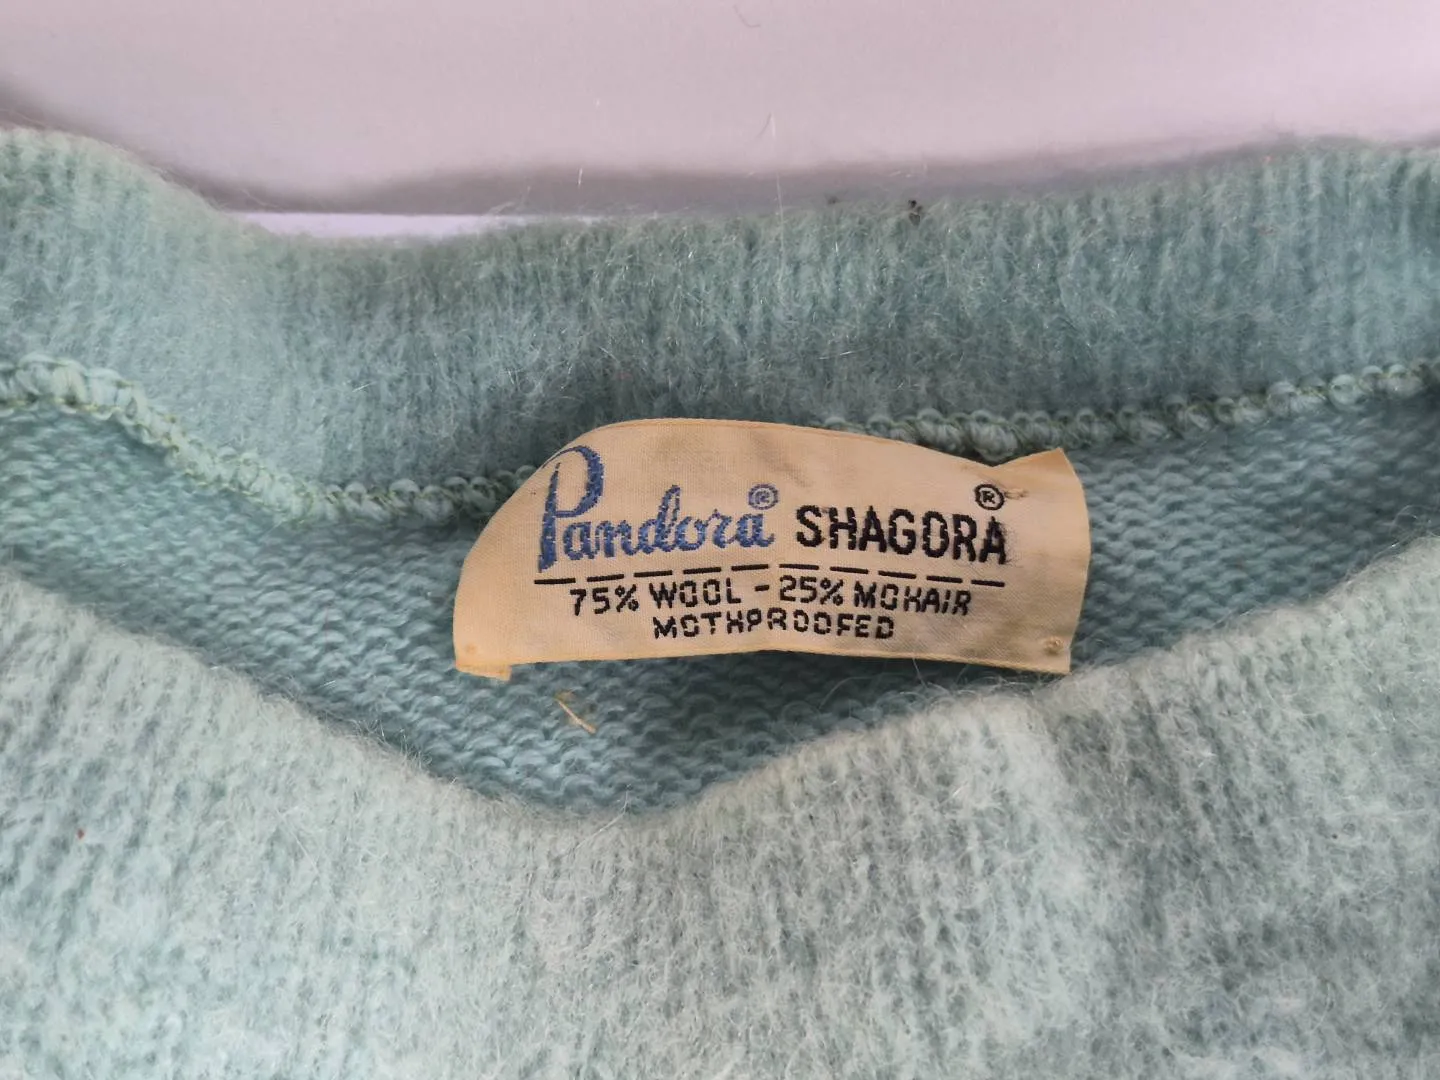 Pandora® SHAGORA®
75% WOOL - 25% MOHAIR
MOTHPROOFED